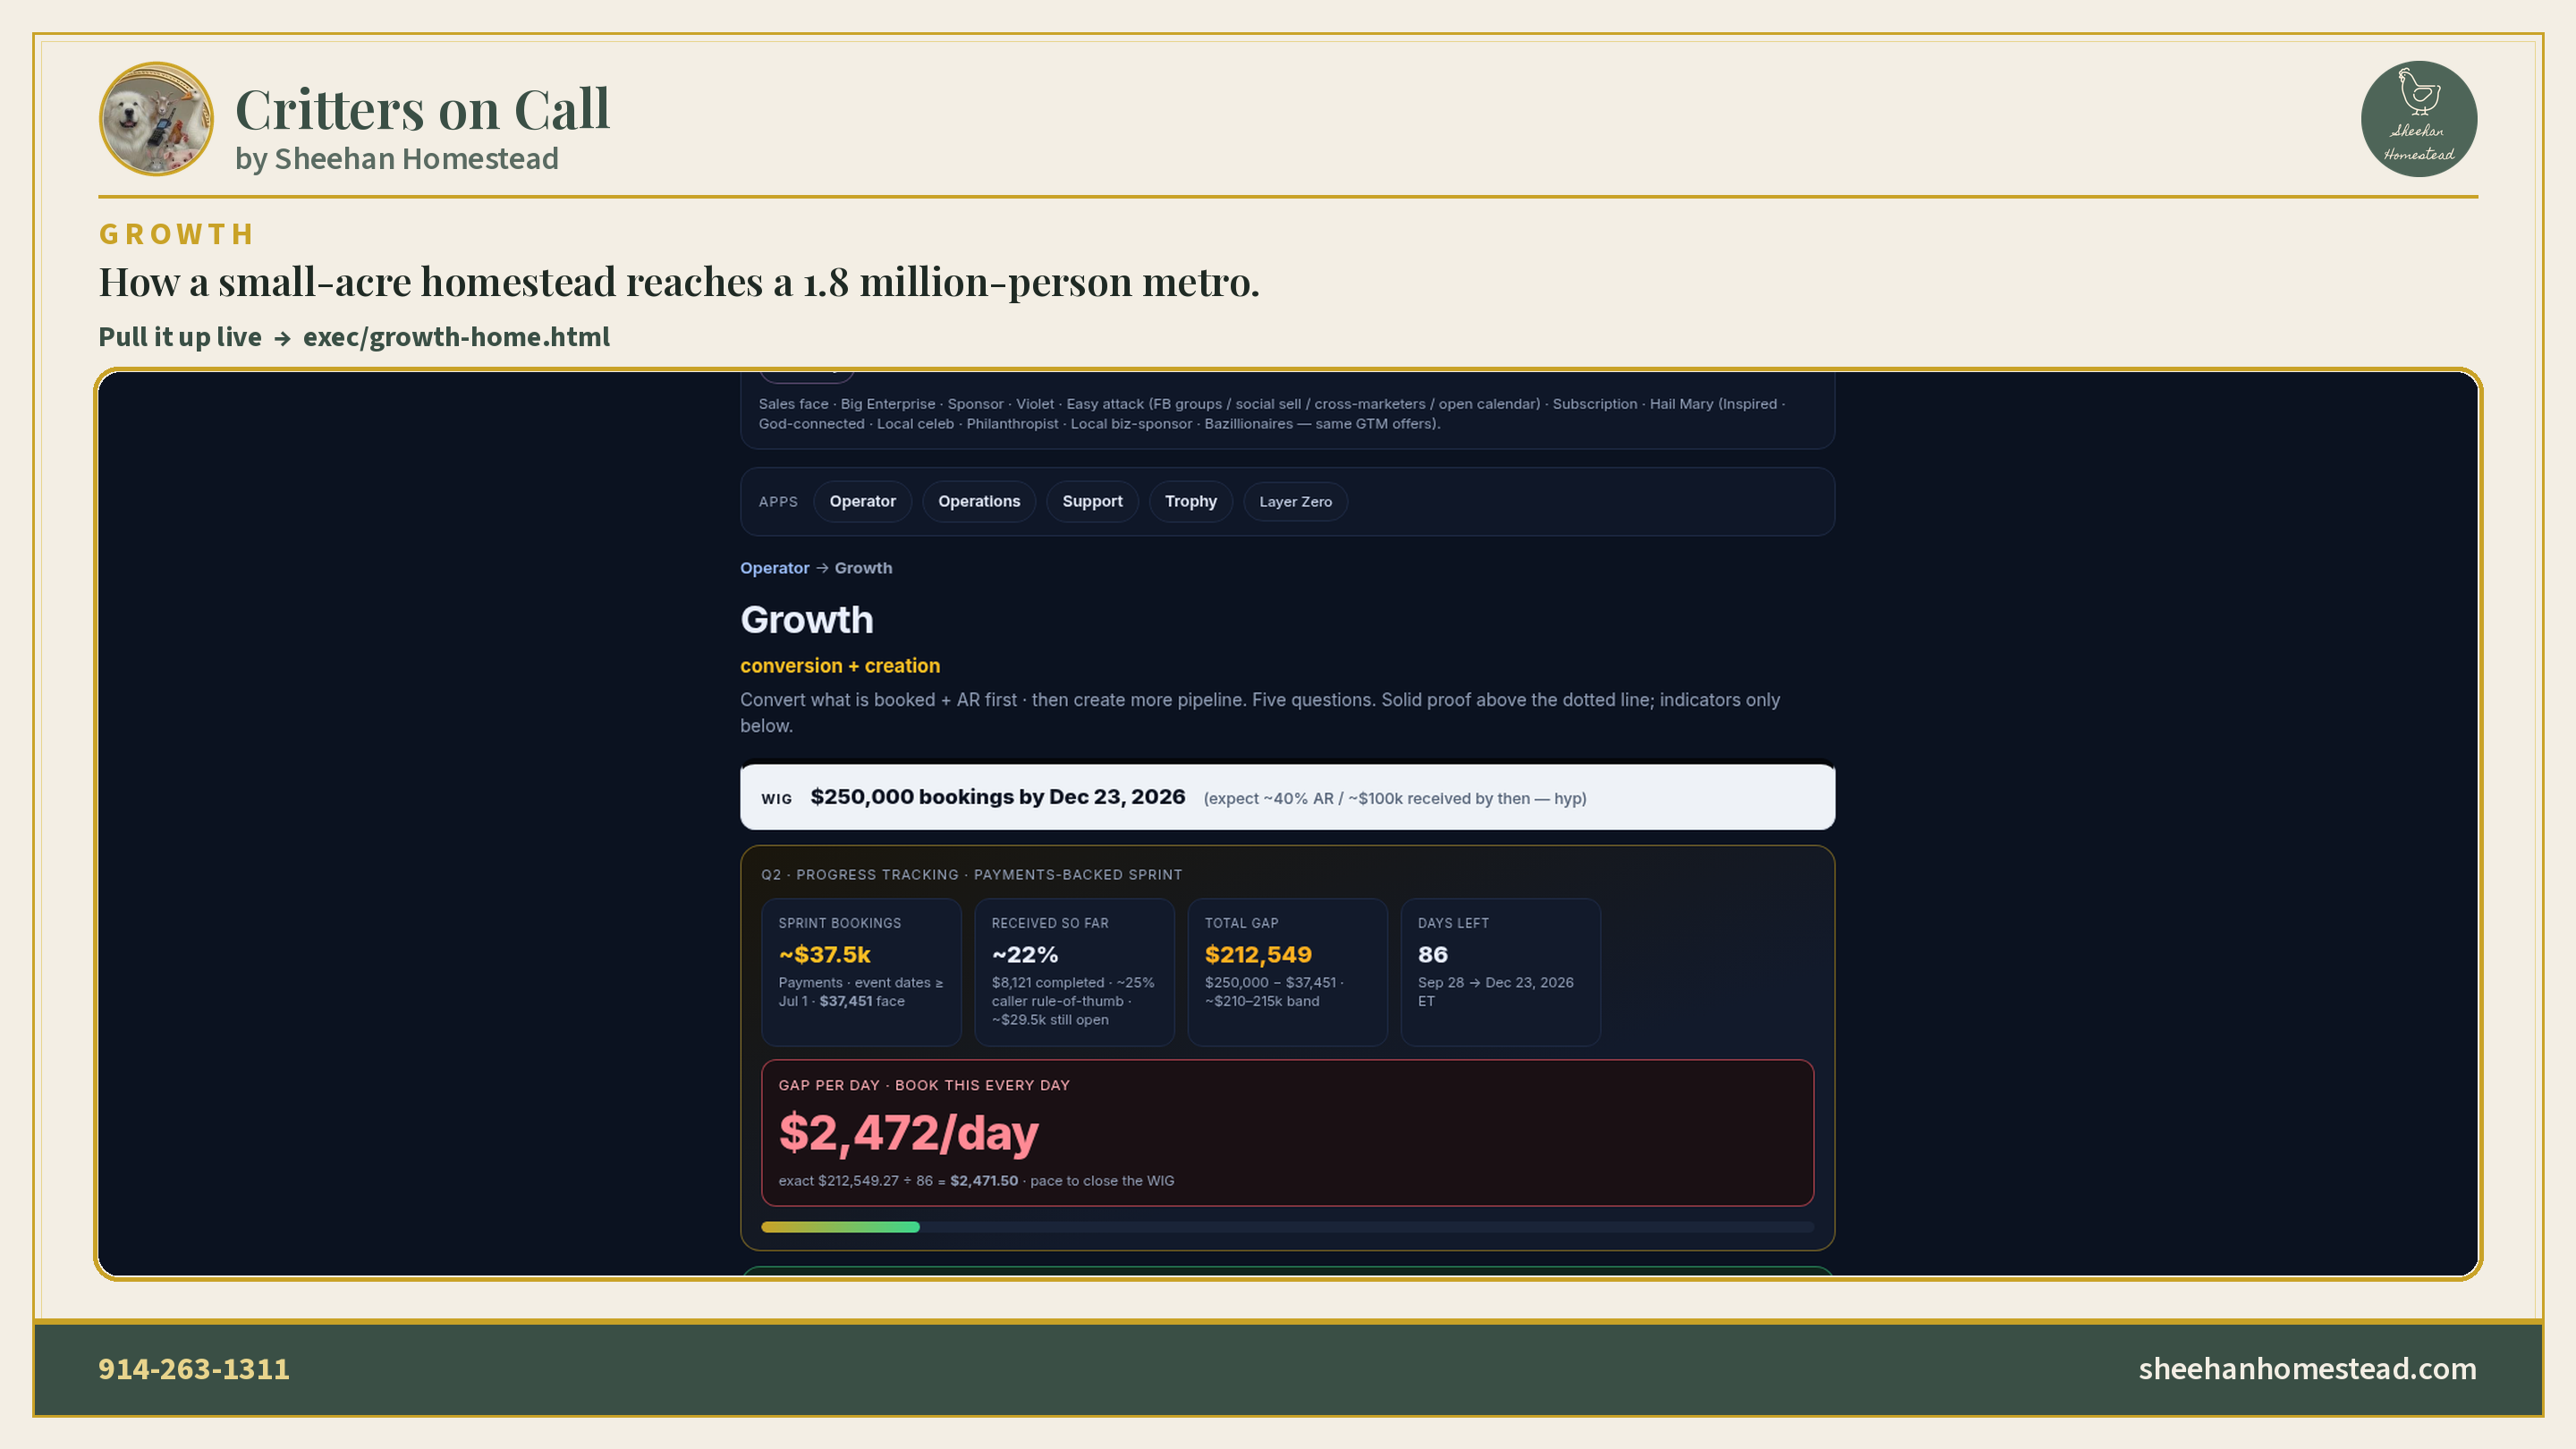 Critters on Call
by Sheehan Homestead
Sheehan
Homestead
GROWTH
How a small-acre homestead reaches a 1.8 million-person metro.
Pull it up live → exec/growth-home.html
Sales face · Big Enterprise · Sponsor · Violet · Easy attack (FB groups / social sell / cross-marketers / open calendar) · Subscription · Hail Mary (Inspired ·
God-connected · Local celeb · Philanthropist · Local biz-sponsor · Bazillionaires — same GTM offers).
APPS Operator Operations Support Trophy Layer Zero
Operator → Growth
Growth
conversion + creation
Convert what is booked + AR first · then create more pipeline. Five questions. Solid proof above the dotted line; indicators only
below.
WIG $250,000 bookings by Dec 23, 2026 (expect ~40% AR / ~$100k received by then — hyp)
Q2 · PROGRESS TRACKING · PAYMENTS-BACKED SPRINT
SPRINT BOOKINGS
~$37.5k
Payments · event dates ≥
Jul 1 · $37,451 face
RECEIVED SO FAR
~22%
$8,121 completed · ~25%
caller rule-of-thumb ·
~$29.5k still open
TOTAL GAP
$212,549
$250,000 − $37,451 ·
~$210–215k band
DAYS LEFT
86
Sep 28 → Dec 23, 2026
ET
GAP PER DAY · BOOK THIS EVERY DAY
$2,472/day
exact $212,549.27 ÷ 86 = $2,471.50 · pace to close the WIG
914-263-1311
sheehanhomestead.com